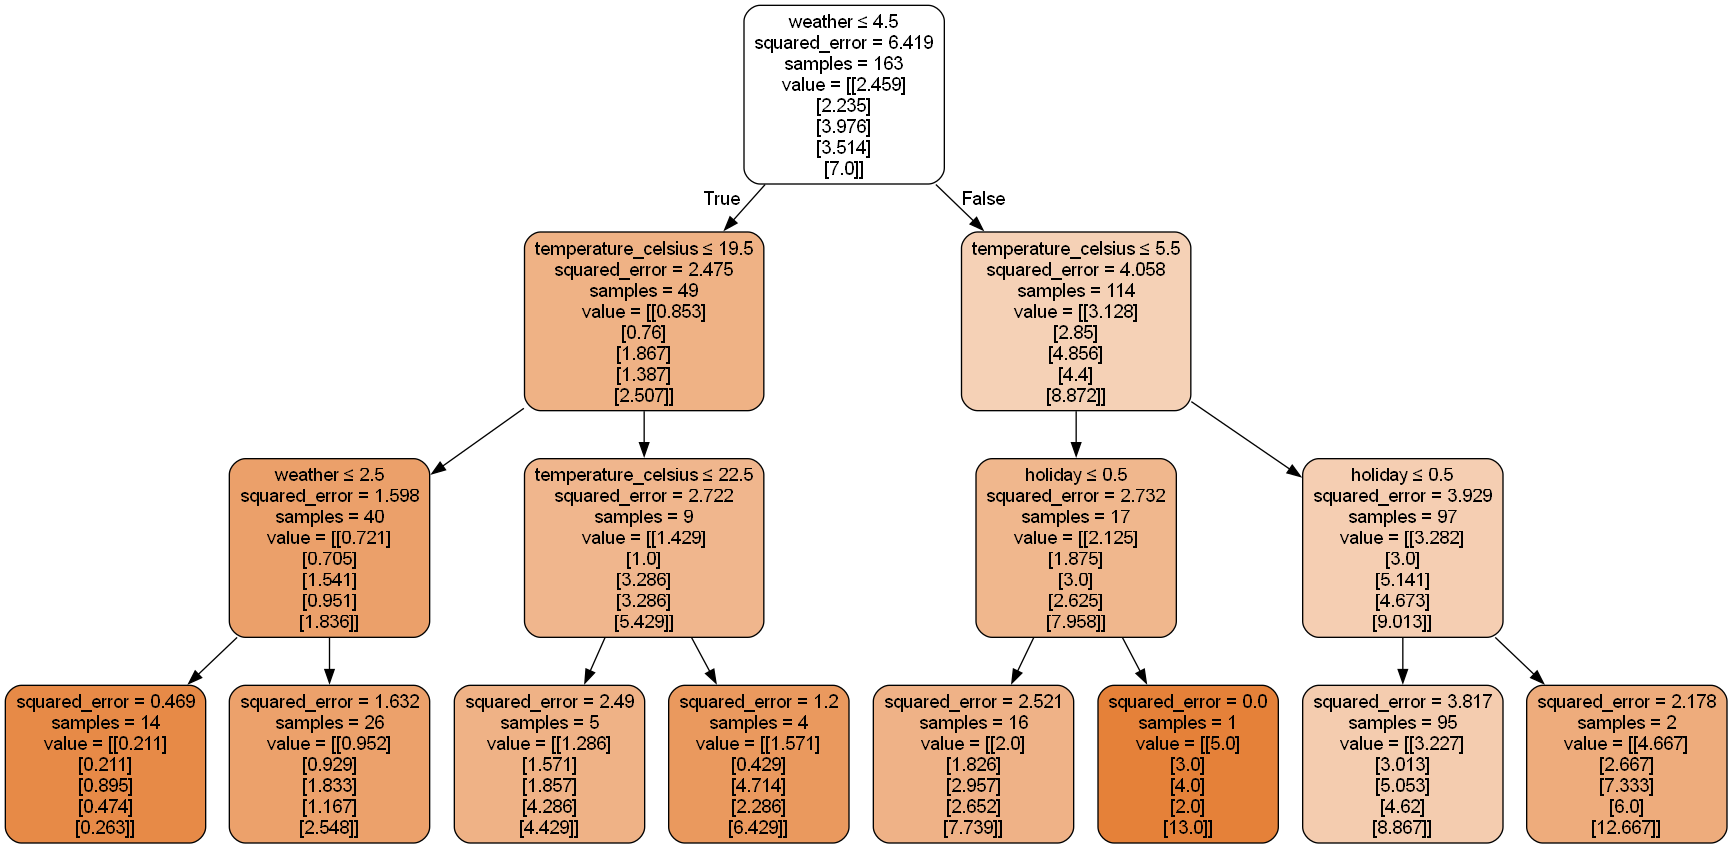 weather ≤ 4.5
squared_error = 6.419
samples = 163
value = [[2.459]
[2.235]
[3.976]
[3.514]
[7.0]]
True
False
temperature_celsius ≤ 19.5
squared_error = 2.475
samples = 49
value = [[0.853]
[0.76]
[1.867]
[1.387]
[2.507]]
temperature_celsius ≤ 5.5
squared_error = 4.058
samples = 114
value = [[3.128]
[2.85]
[4.856]
[4.4]
[8.872]]
weather ≤ 2.5
squared_error = 1.598
samples = 40
value = [[0.721]
[0.705]
[1.541]
[0.951]
[1.836]]
temperature_celsius ≤ 22.5
squared_error = 2.722
samples = 9
value = [[1.429]
[1.0]
[3.286]
[3.286]
[5.429]]
holiday ≤ 0.5
squared_error = 2.732
samples = 17
value = [[2.125]
[1.875]
[3.0]
[2.625]
[7.958]]
holiday ≤ 0.5
squared_error = 3.929
samples = 97
value = [[3.282]
[3.0]
[5.141]
[4.673]
[9.013]]
squared_error = 0.469
samples = 14
value = [[0.211]
[0.211]
[0.895]
[0.474]
[0.263]]
squared_error = 1.632
samples = 26
value = [[0.952]
[0.929]
[1.833]
[1.167]
[2.548]]
squared_error = 2.49
samples = 5
value = [[1.286]
[1.571]
[1.857]
[4.286]
[4.429]]
squared_error = 1.2
samples = 4
value = [[1.571]
[0.429]
[4.714]
[2.286]
[6.429]]
squared_error = 2.521
samples = 16
value = [[2.0]
[1.826]
[2.957]
[2.652]
[7.739]]
squared_error = 0.0
samples = 1
value = [[5.0]
[3.0]
[4.0]
[2.0]
[13.0]]
squared_error = 3.817
samples = 95
value = [[3.227]
[3.013]
[5.053]
[4.62]
[8.867]]
squared_error = 2.178
samples = 2
value = [[4.667]
[2.667]
[7.333]
[6.0]
[12.667]]